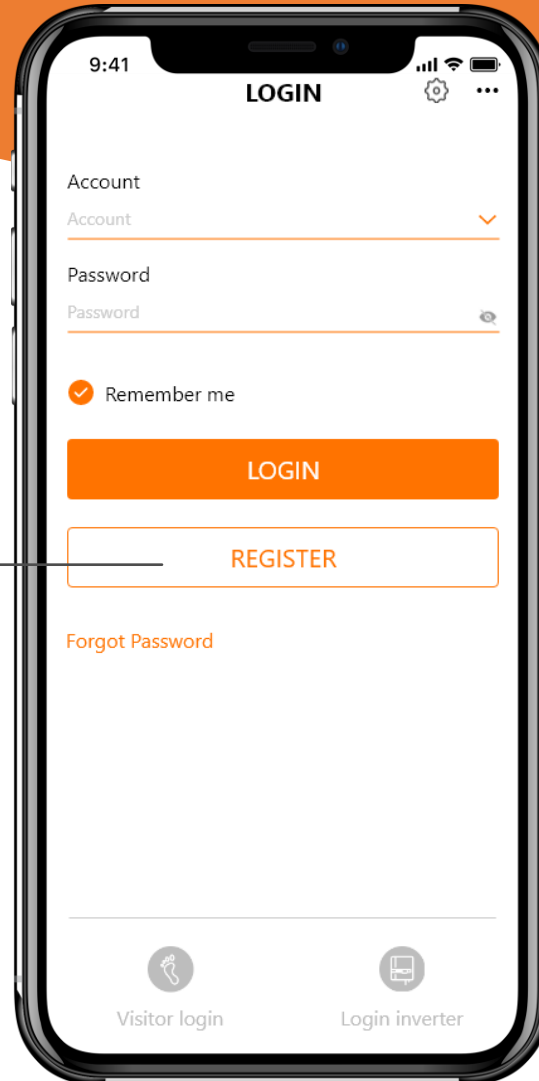 9:41
LOGIN
Account
Account
Password
Password
Remember me
LOGIN
REGISTER
Forgot Password
Visitor login
Login inverter